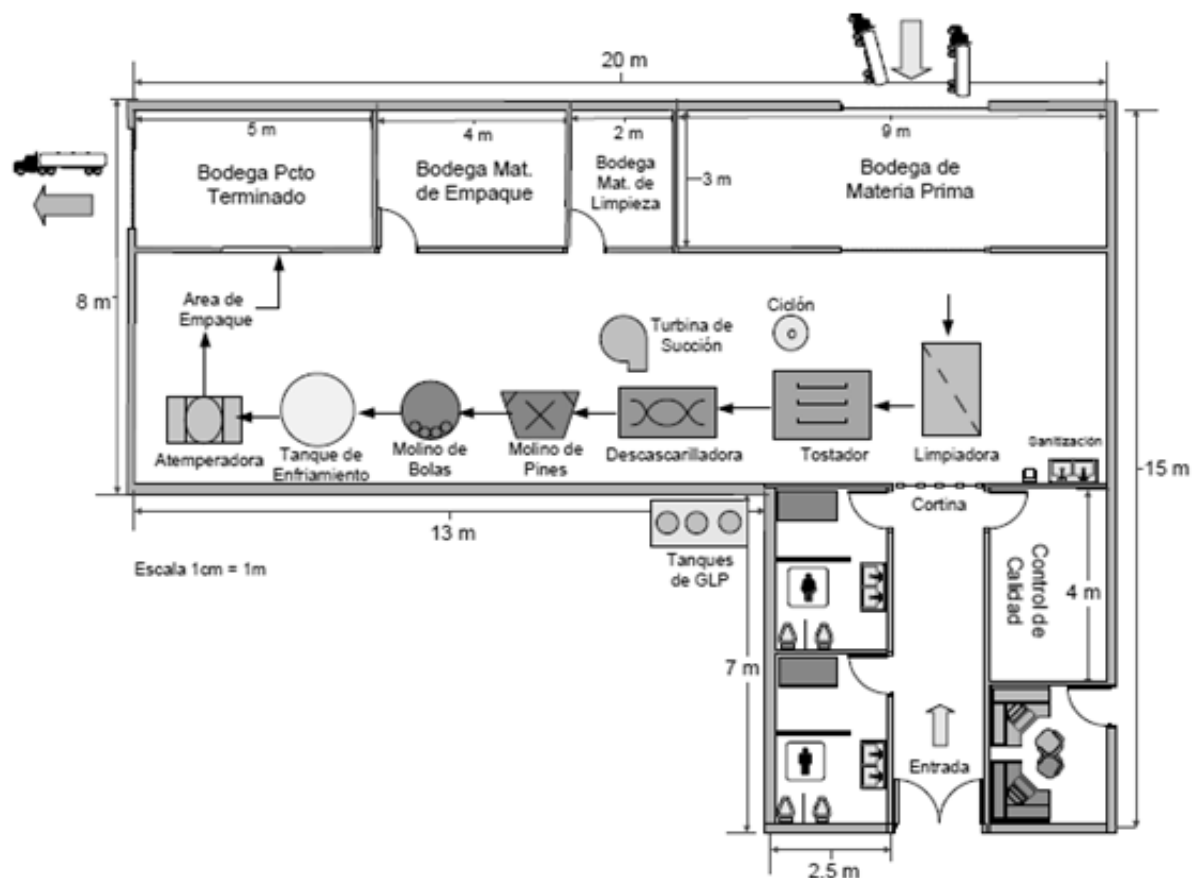 20 m
5 m
4 m
2 m
9 m
Bodega Pcto
Terminado
Bodega Mat.
de Empaque
Bodega
Mat. de
Limpieza
3 m
Bodega de
Materia Prima
8 m
Area de
Empaque
Turbina de
Succión
Ciclón
Atemperadora
Tanque de
Enfriamiento
Molino de
Bolas
Molino de
Pines
Descascarilladora
Tostador
Limpiadora
Sanitización
15 m
13 m
Cortina
Escala 1cm = 1m
Tanques
de GLP
Control de
Calidad
4 m
7 m
Entrada
2.5 m